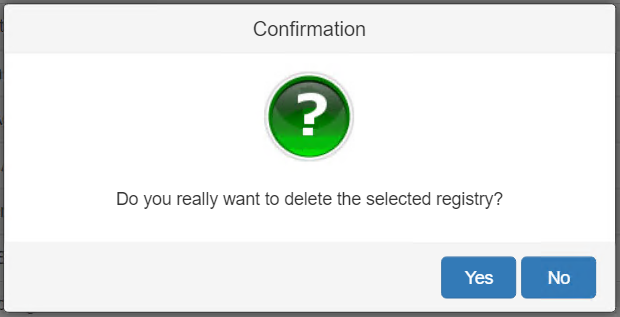 Confirmation
?
Do you really want to delete the selected registry?
Yes No